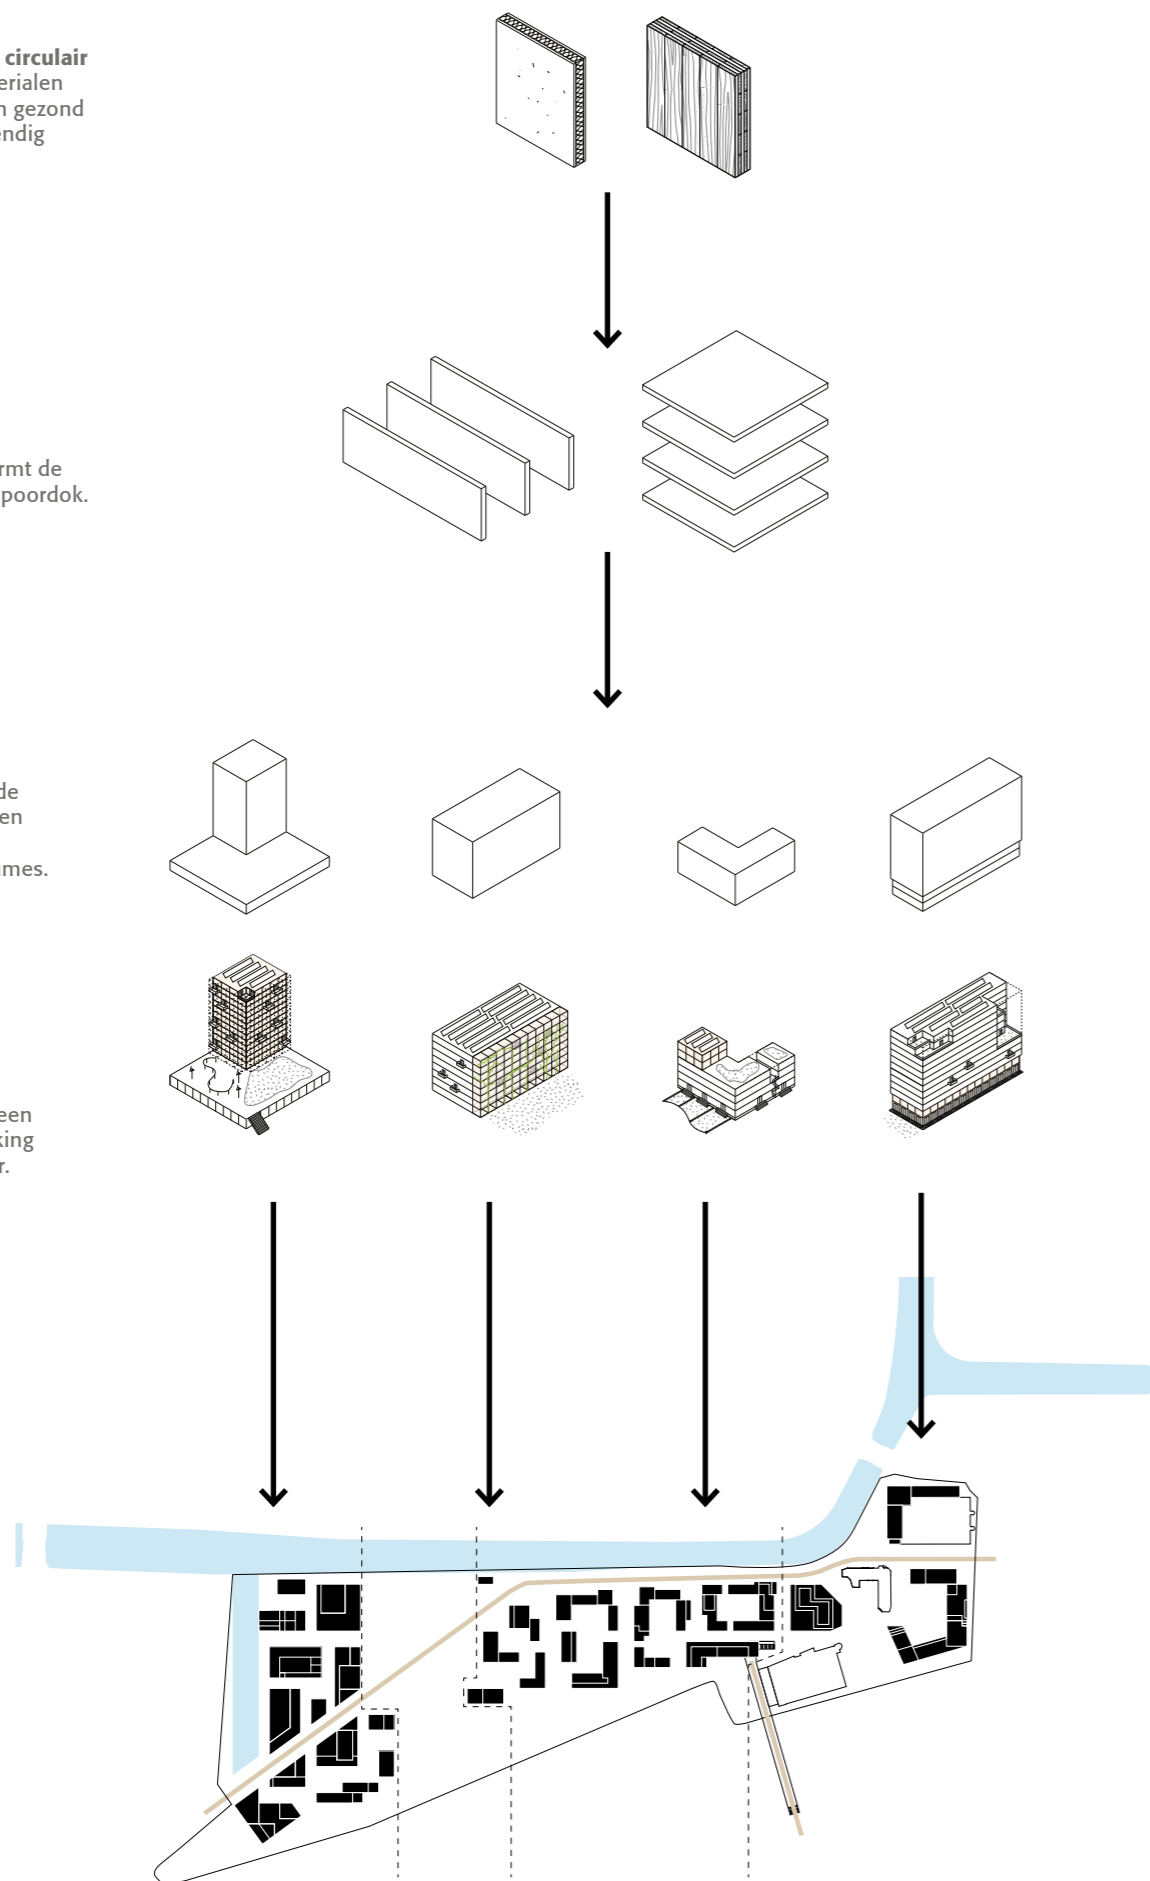 circulair
erialen
n gezond
endig
rmt de
poordok.
de
en
mes.
een
king
r.